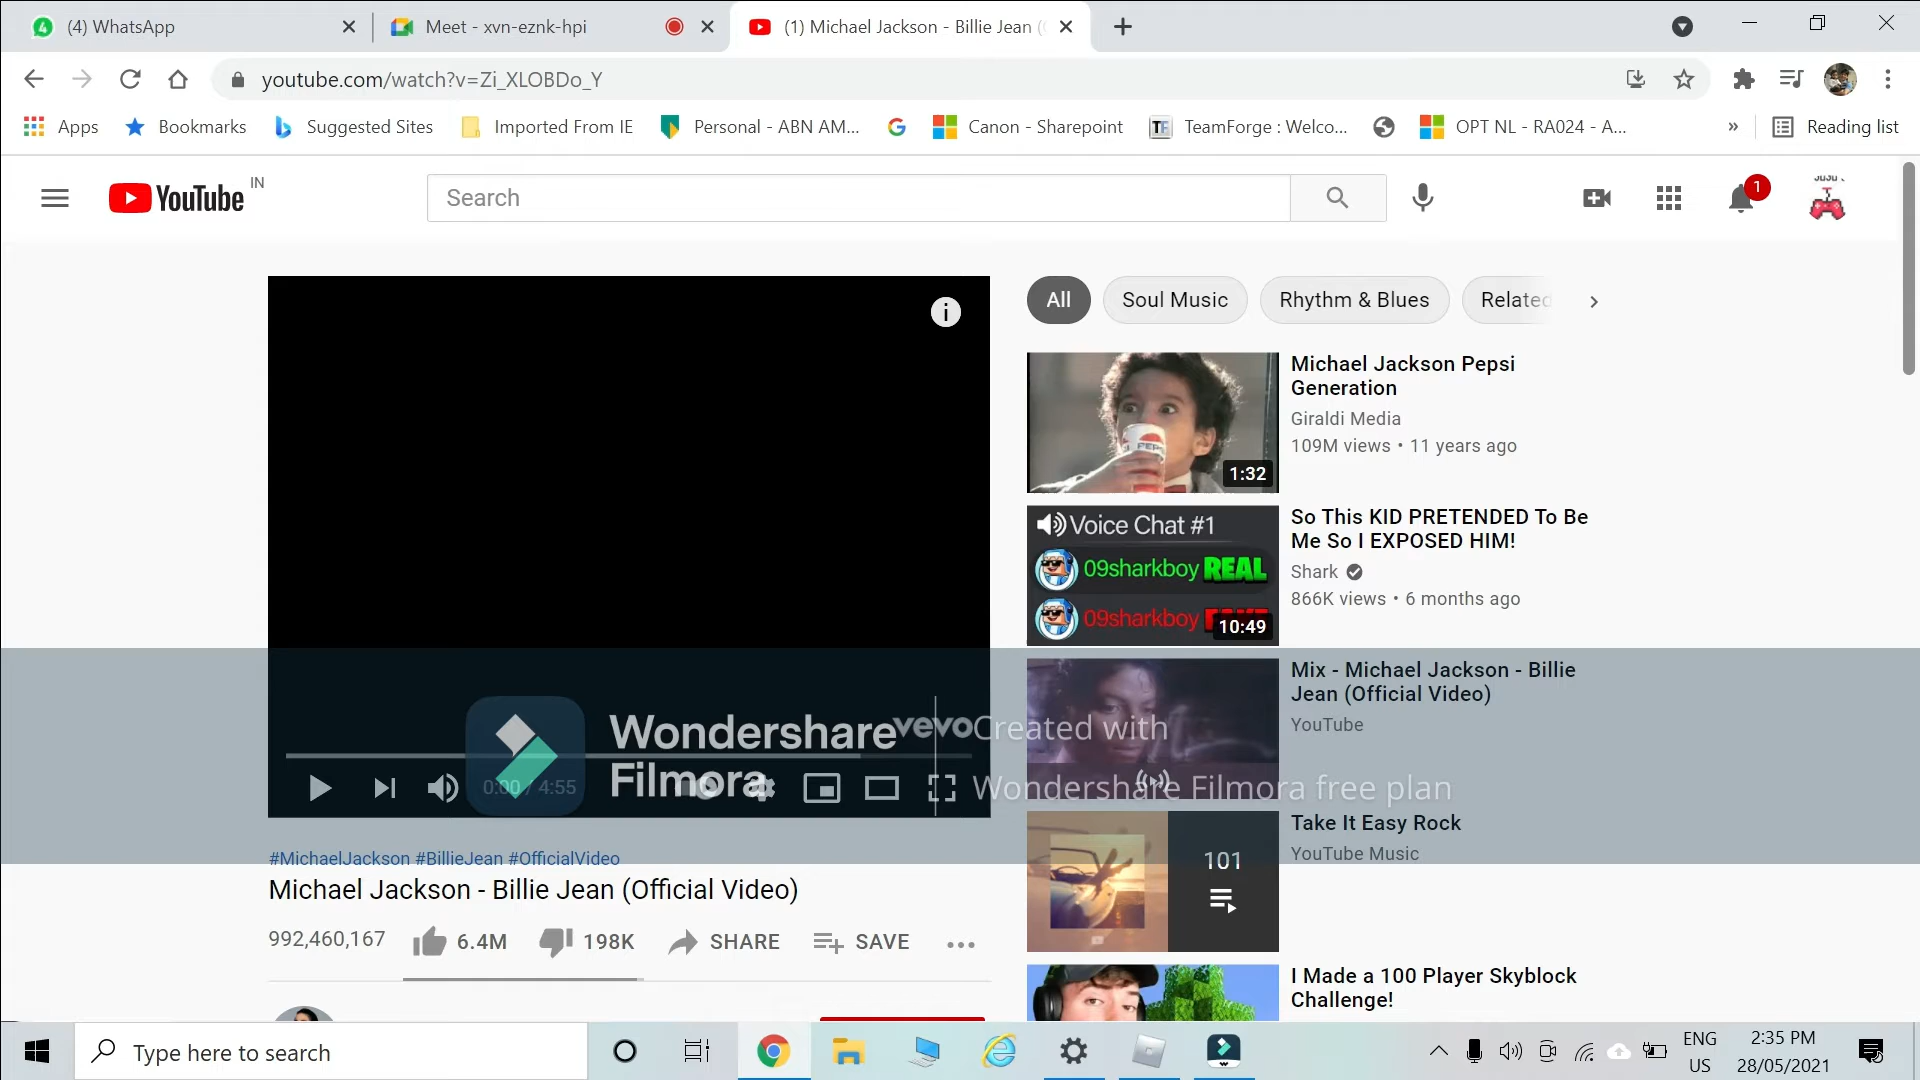 (4) WhatsApp
Meet - xvn-eznk-hpi
(1) Michael Jackson - Billie Jean (
youtube.com/watch?v=Zi_XLOBDo_Y
Apps
Bookmarks
Suggested Sites
Imported From IE
Personal - ABN AM...
Canon - Sharepoint
TeamForge : Welco...
OPT NL - RA024 - A...
»
Reading list
YouTube IN
Search
1
All
Soul Music
Rhythm & Blues
Related
Michael Jackson Pepsi
Generation
Giraldi Media
109M views • 11 years ago
1:32
Voice Chat #1
09sharkboy REAL
09sharkboy
10:49
So This KID PRETENDED To Be
Me So I EXPOSED HIM!
Shark
866K views • 6 months ago
Mix - Michael Jackson - Billie
Jean (Official Video)
YouTube
Wondershare
Filmora
vevo
Created with
Wondershare Filmora free plan
0:00 / 4:55
Take It Easy Rock
YouTube Music
101
#MichaelJackson #BillieJean #OfficialVideo
Michael Jackson - Billie Jean (Official Video)
992,460,167
6.4M
198K
SHARE
SAVE
I Made a 100 Player Skyblock
Challenge!
Type here to search
ENG
US
2:35 PM
28/05/2021